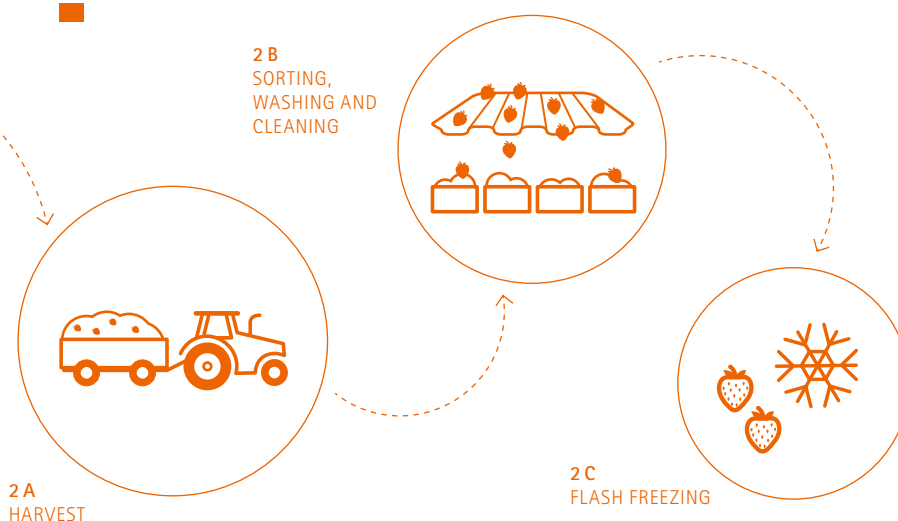 2 B
SORTING,
WASHING AND
CLEANING
2 A
HARVEST
2 C
FLASH FREEZING